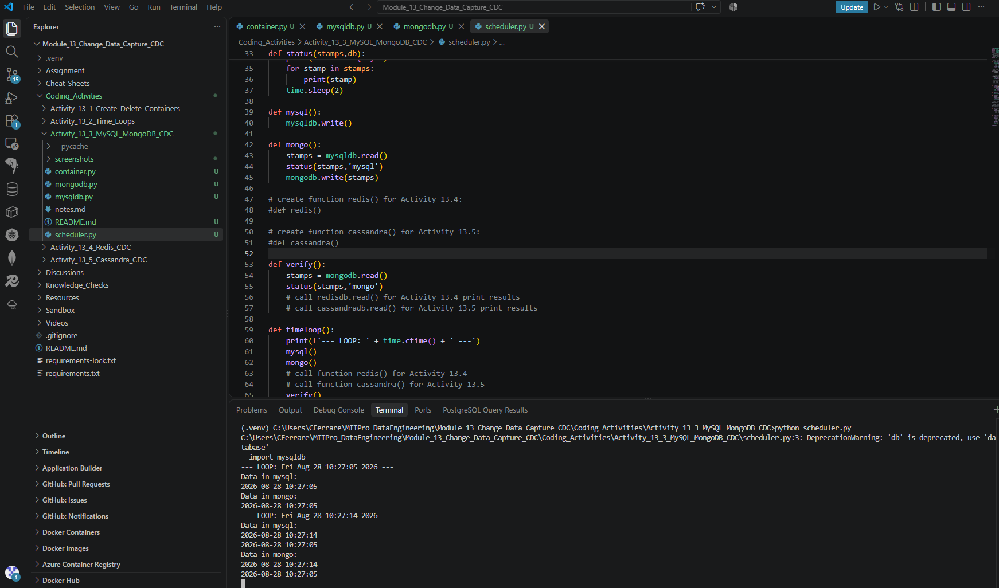 File Edit Selection View Go Run Terminal Help
Module_13_Change_Data_Capture_CDC
Update
Explorer
Module_13_Change_Data_Capture_CDC
.venv
Assignment
Cheat_Sheets
Coding_Activities
Activity_13_1_Create_Delete_Containers
Activity_13_2_Time_Loops
Activity_13_3_MySQL_MongoDB_CDC
__pycache__
screenshots
container.py U
mongodb.py U
mysqldb.py U
notes.md
README.md U
scheduler.py U
Activity_13_4_Redis_CDC
Activity_13_5_Cassandra_CDC
Discussions
Knowledge_Checks
Resources
Sandbox
Videos
.gitignore
README.md
requirements-lock.txt
requirements.txt
Outline
Timeline
Application Builder
GitHub: Pull Requests
GitHub: Issues
GitHub: Notifications
Docker Containers
Docker Images
Azure Container Registry
Docker Hub
15
1
1
container.py U mysqldb.py U mongodb.py U scheduler.py U
Coding_Activities > Activity_13_3_MySQL_MongoDB_CDC > scheduler.py > ...
33 def status(stamps,db):
35 for stamp in stamps:
36 print(stamp)
37 time.sleep(2)
38
39 def mysql():
40 mysqldb.write()
41
42 def mongo():
43 stamps = mysqldb.read()
44 status(stamps,'mysql')
45 mongodb.write(stamps)
46
47 # create function redis() for Activity 13.4:
48 #def redis()
49
50 # create function cassandra() for Activity 13.5:
51 #def cassandra()
52
53 def verify():
54 stamps = mongodb.read()
55 status(stamps,'mongo')
56 # call redisdb.read() for Activity 13.4 print results
57 # call cassandradb.read() for Activity 13.5 print results
58
59 def timeloop():
60 print(f'--- LOOP: ' + time.ctime() + ' ---')
61 mysql()
62 mongo()
63 # call function redis() for Activity 13.4
64 # call function cassandra() for Activity 13.5
65 verify()
Problems Output Debug Console Terminal Ports PostgreSQL Query Results
(.venv) C:\Users\CFerrare\MITPro_DataEngineering\Module_13_Change_Data_Capture_CDC\Coding_Activities\Activity_13_3_MySQL_MongoDB_CDC>python scheduler.py
C:\Users\CFerrare\MITPro_DataEngineering\Module_13_Change_Data_Capture_CDC\Coding_Activities\Activity_13_3_MySQL_MongoDB_CDC\scheduler.py:3: DeprecationWarning: 'db' is deprecated, use 'da
tabase'
import mysqldb
--- LOOP: Fri Aug 28 10:27:05 2026 ---
Data in mysql:
2026-08-28 10:27:05
Data in mongo:
2026-08-28 10:27:05
--- LOOP: Fri Aug 28 10:27:14 2026 ---
Data in mysql:
2026-08-28 10:27:14
2026-08-28 10:27:05
Data in mongo:
2026-08-28 10:27:14
2026-08-28 10:27:05